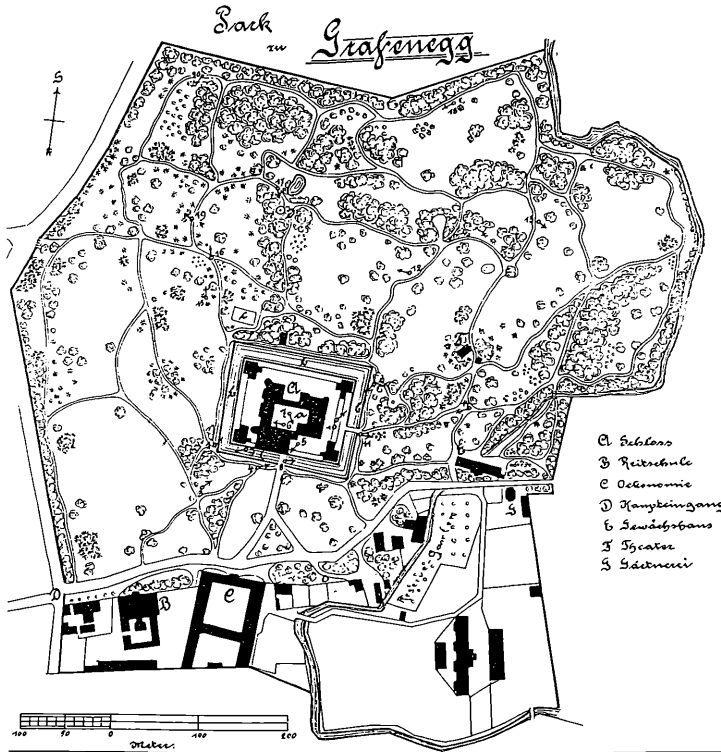 Park
zu Grafenegg
S
N
A
B
C
D
G
A Schloss
B Reitschule
C Oekonomie
D Haupteingang
E Gewächshaus
F Theater
G Gärtnerei
100 50 0 100 200
Meter.